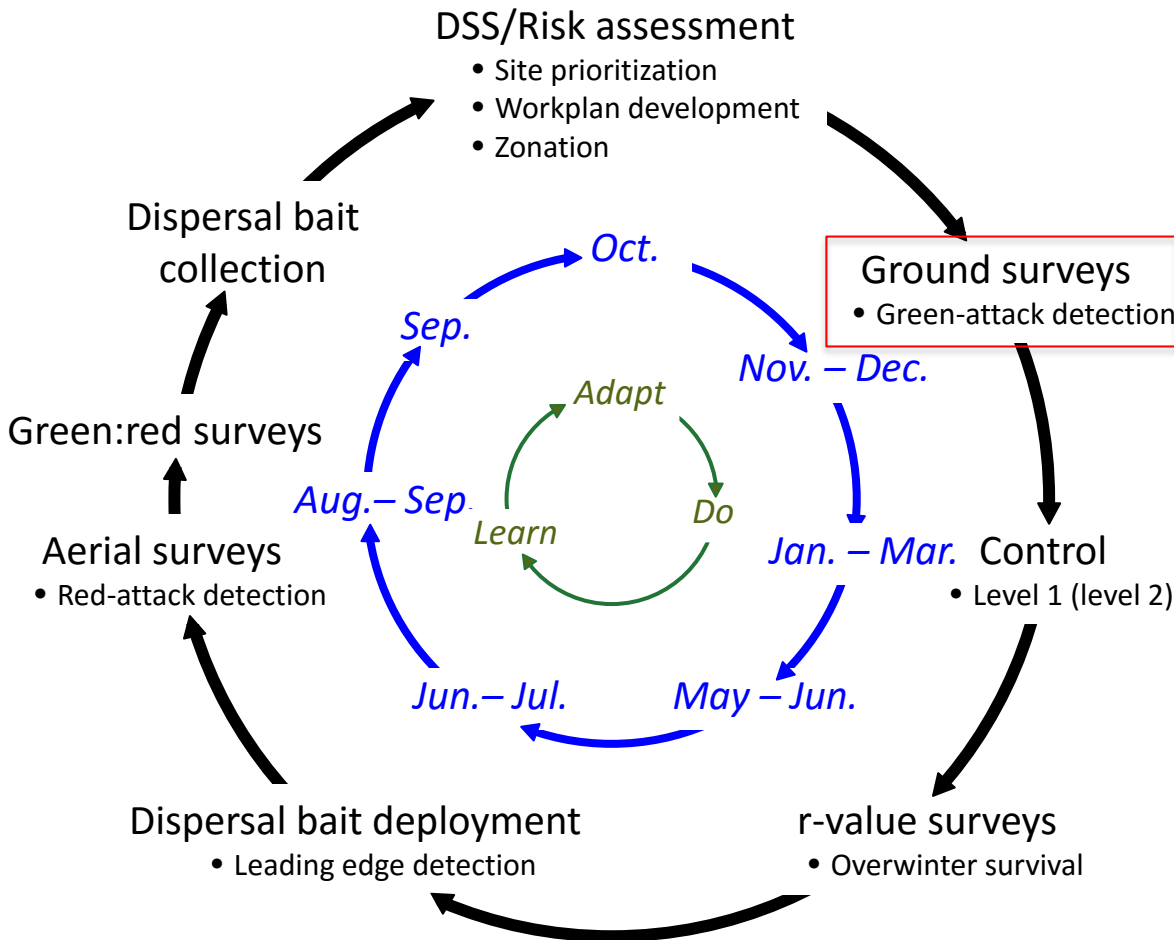 DSS/Risk assessment
• Site prioritization
• Workplan development
• Zonation
Dispersal bait
collection
Oct.
Ground surveys
• Green-attack detection
Sep.
Nov. – Dec.
Adapt
Green:red surveys
Aug.– Sep.
Learn
Do
Aerial surveys
• Red-attack detection
Jan. – Mar.
Control
• Level 1 (level 2)
Jun.– Jul.
May – Jun.
Dispersal bait deployment
• Leading edge detection
r-value surveys
• Overwinter survival